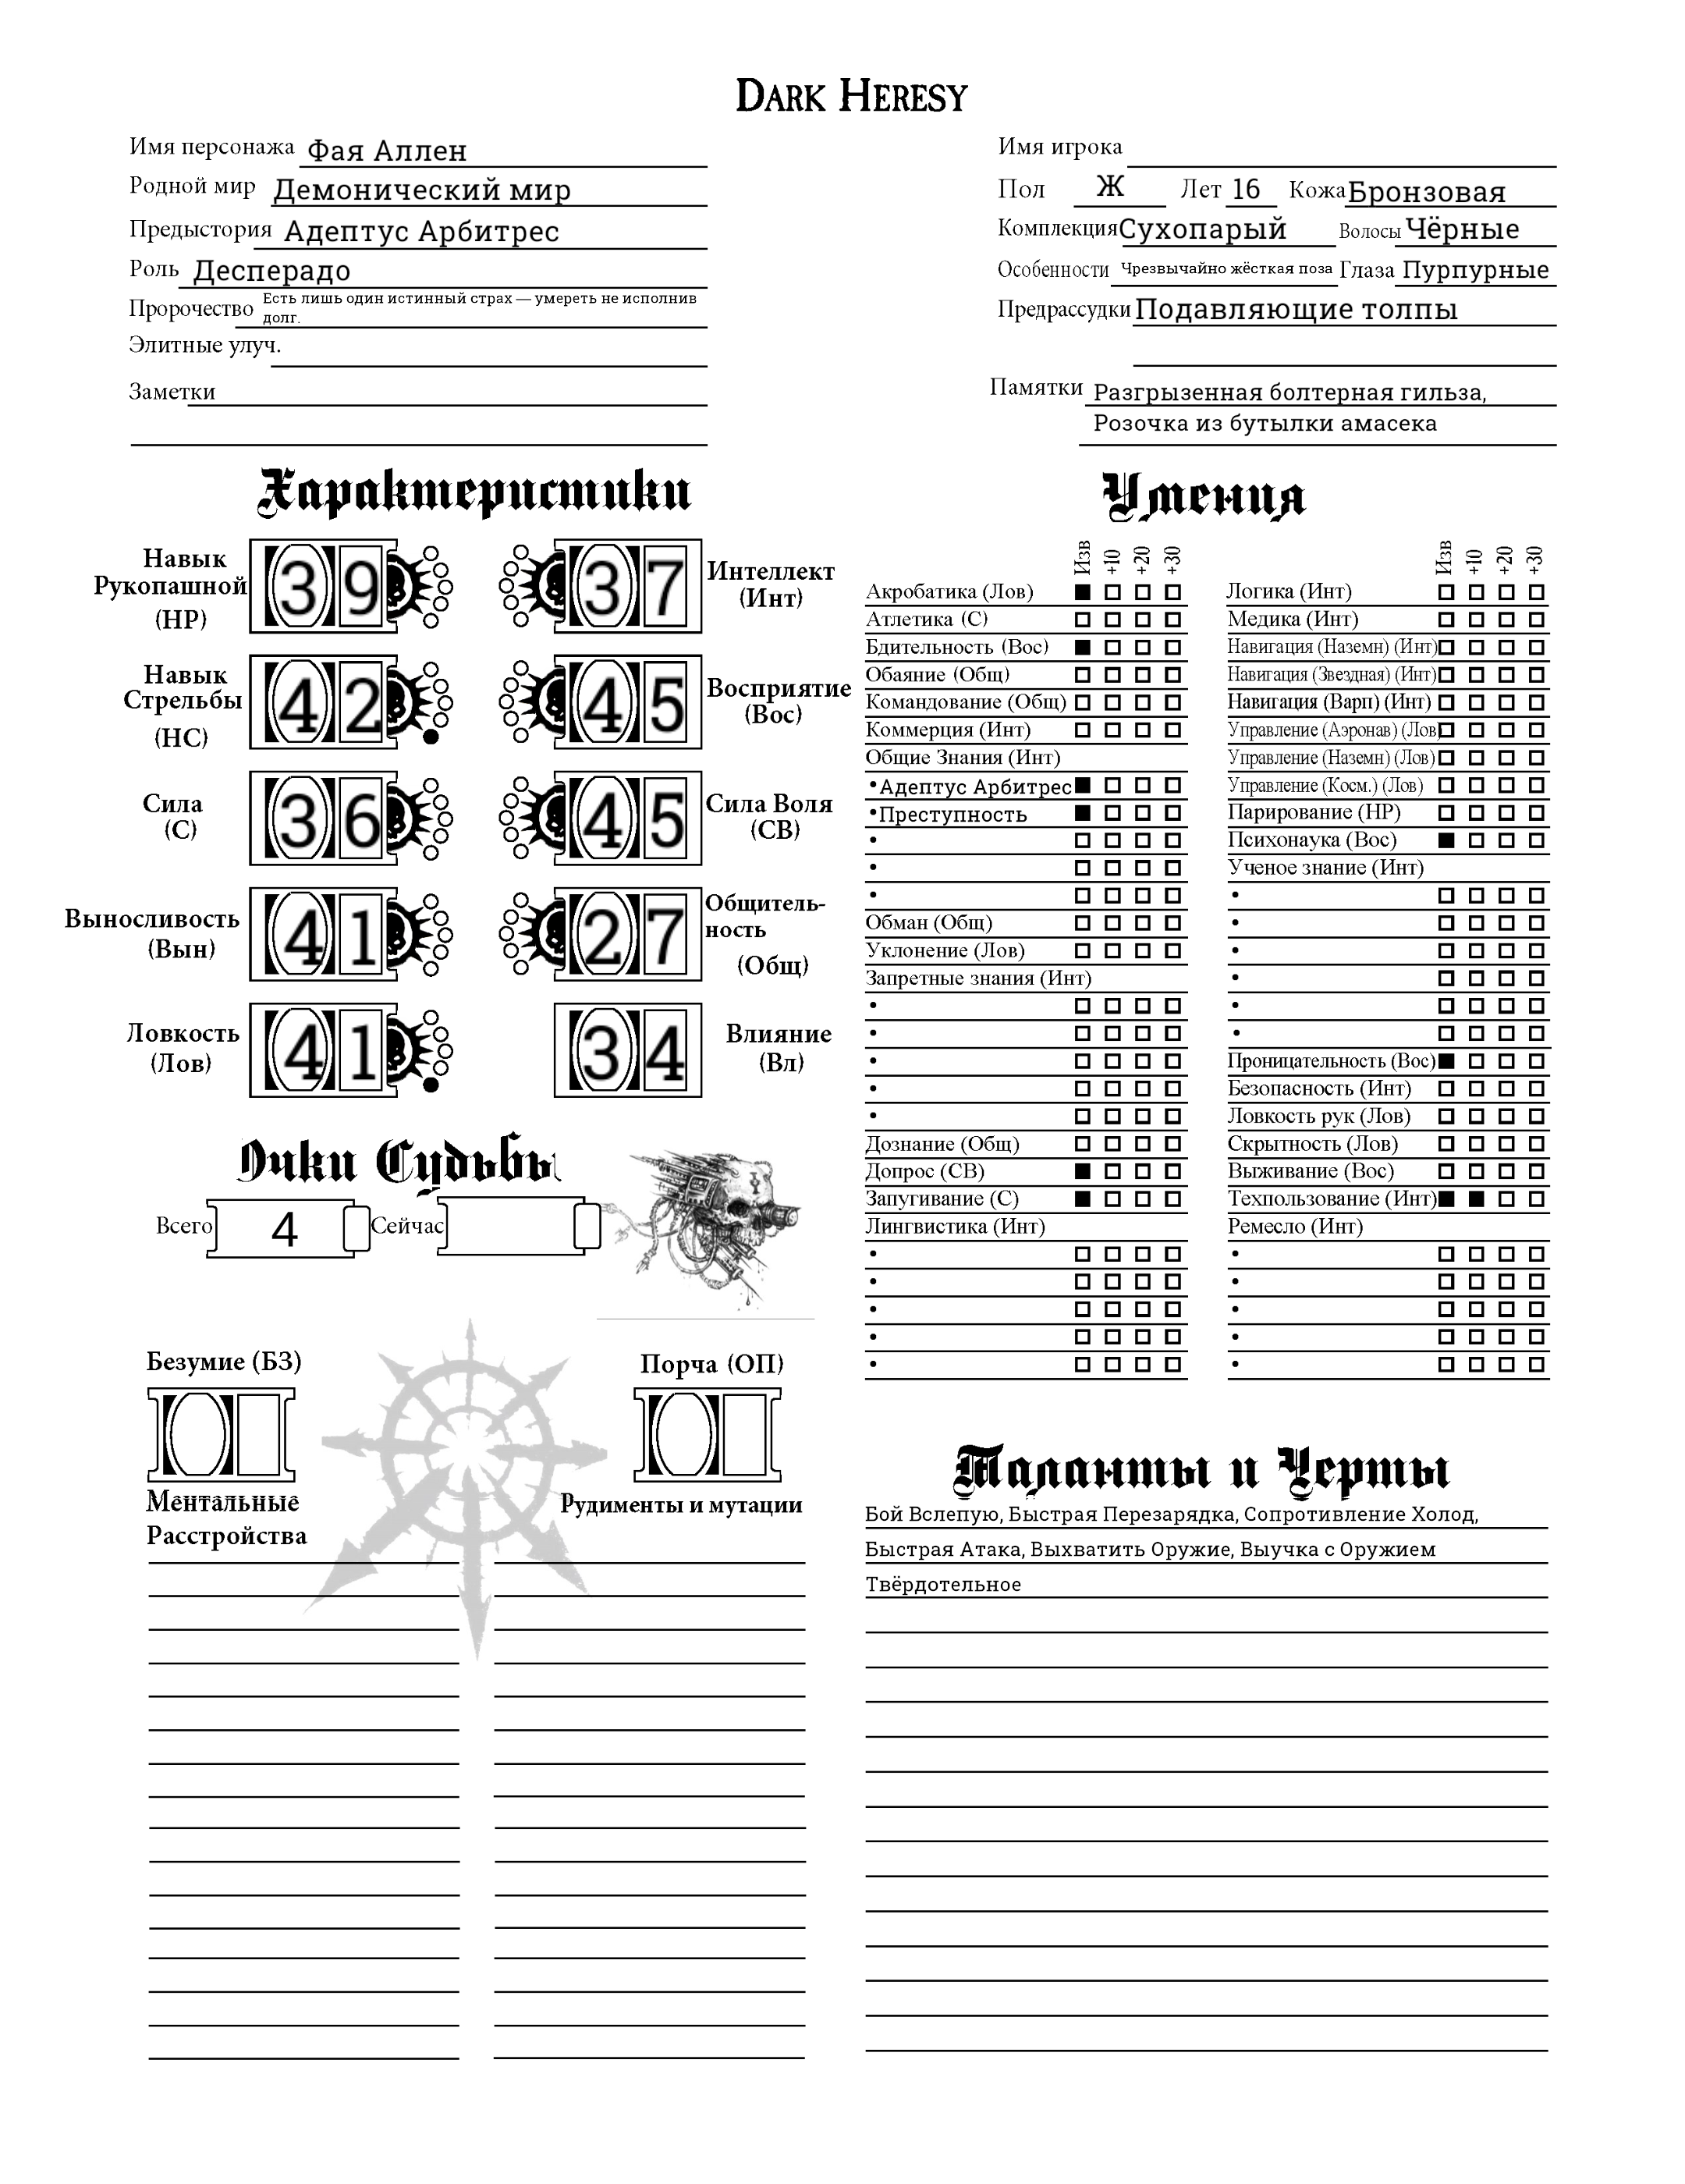 Dark Heresy
Имя персонажа Фая Аллен
Родной мир Демонический мир
Предыстория Адептус Арбитрес
Роль Десперадо
Пророчество Есть лишь один истинный страх — умереть не исполнив
долг.
Элитные улуч.
Заметки
Имя игрока
Пол Ж Лет 16 Кожа Бронзовая
Комплекция Сухопарый Волосы Чёрные
Особенности Чрезвычайно жёсткая поза Глаза Пурпурные
Предрассудки Подавляющие толпы
Памятки Разгрызенная болтерная гильза,
Розочка из бутылки амасека
Характеристики
Навык
Рукопашной
(НР)
39
37
Интеллект
(Инт)
Навык
Стрельбы
(НС)
42
45
Восприятие
(Вос)
Сила
(С)
36
45
Сила Воля
(СВ)
Выносливость
(Вын)
41
27
Общитель-
ность
(Общ)
Ловкость
(Лов)
41
34
Влияние
(Вл)
Очки Судьбы
Всего 4 Сейчас
Безумие (БЗ)
Порча (ОП)
Ментальные
Расстройства
Рудименты и мутации
Умения
Изв +10 +20 +30
Акробатика (Лов)
Атлетика (С)
Бдительность (Вос)
Обаяние (Общ)
Командование (Общ)
Коммерция (Инт)
Общие Знания (Инт)
•Адептус Арбитрес
•Преступность
•
•
•
Обман (Общ)
Уклонение (Лов)
Запретные знания (Инт)
•
•
•
•
•
Дознание (Общ)
Допрос (СВ)
Запугивание (С)
Лингвистика (Инт)
•
•
•
•
•
Изв +10 +20 +30
Логика (Инт)
Медика (Инт)
Навигация (Наземн) (Инт)
Навигация (Звездная) (Инт)
Навигация (Варп) (Инт)
Управление (Аэронав) (Лов)
Управление (Наземн) (Лов)
Управление (Косм.) (Лов)
Парирование (НР)
Психонаука (Вос)
Ученое знание (Инт)
•
•
•
•
•
•
Проницательность (Вос)
Безопасность (Инт)
Ловкость рук (Лов)
Скрытность (Лов)
Выживание (Вос)
Техпользование (Инт)
Ремесло (Инт)
•
•
•
•
•
Таланты и Черты
Бой Вслепую, Быстрая Перезарядка, Сопротивление Холод,
Быстрая Атака, Выхватить Оружие, Выучка с Оружием
Твёрдотельное